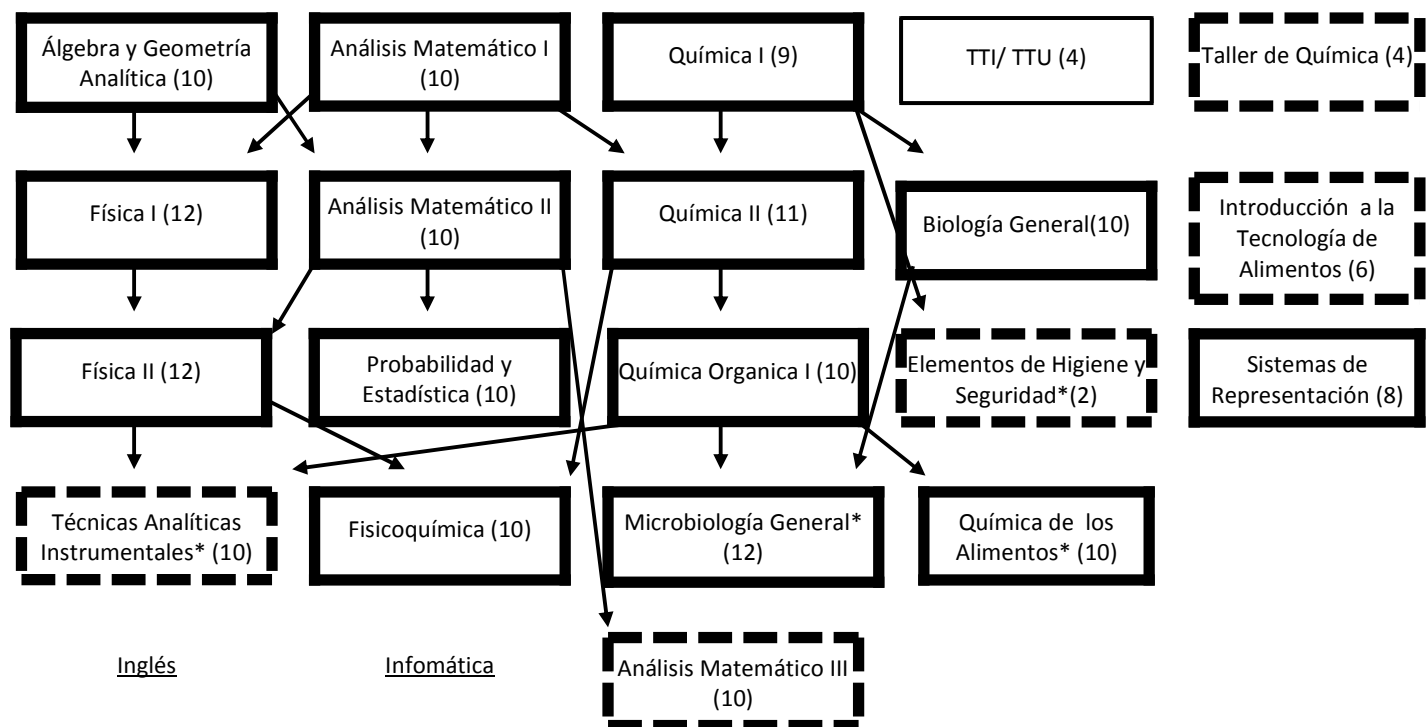 Álgebra y Geometría
Analítica (10)
Análisis Matemático I
(10)
Química I (9)
TTI/ TTU (4)
Taller de Química (4)
Física I (12)
Análisis Matemático II
(10)
Química II (11)
Biología General(10)
Introducción a la
Tecnología de
Alimentos (6)
Física II (12)
Probabilidad y
Estadística (10)
Química Organica I (10)
Elementos de Higiene y
Seguridad*(2)
Sistemas de
Representación (8)
Técnicas Analíticas
Instrumentales* (10)
Fisicoquímica (10)
Microbiología General*
(12)
Química de los
Alimentos* (10)
Inglés
Infomática
Análisis Matemático III
(10)